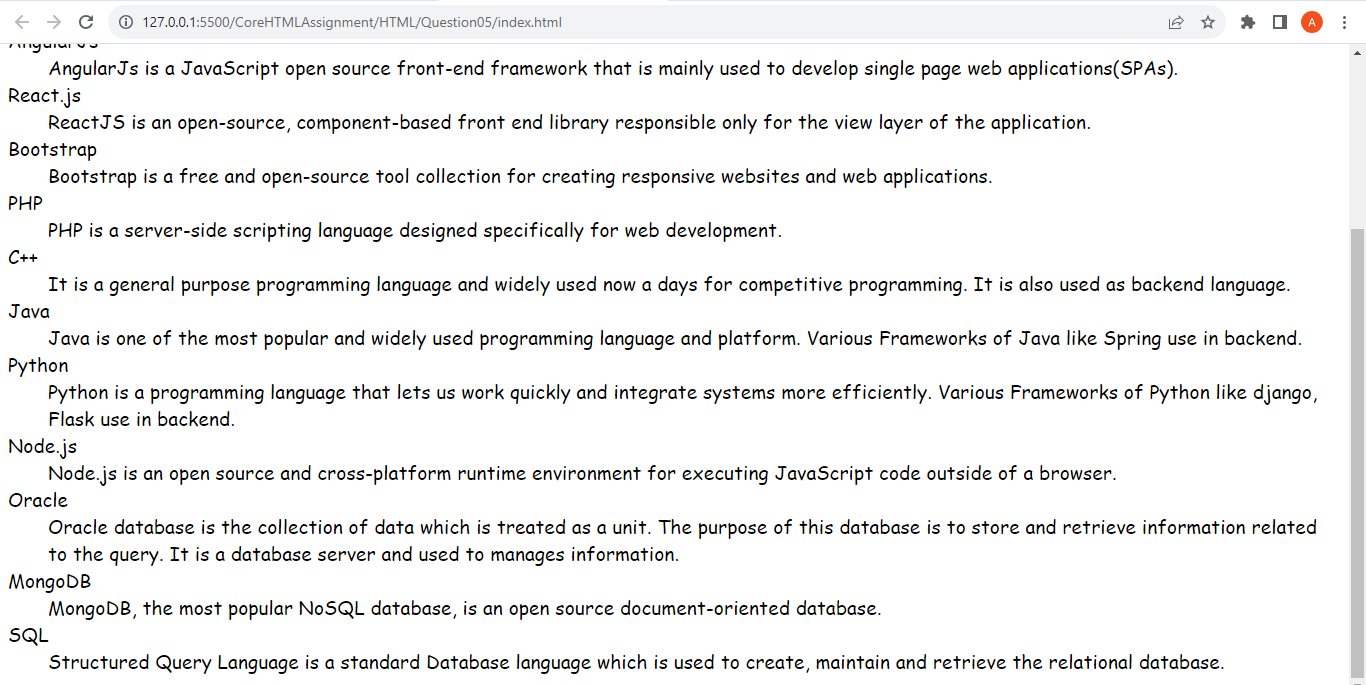 127.0.0.1:5500/CoreHTMLAssignment/HTML/Question05/index.html
A
AngularJs
AngularJs is a JavaScript open source front-end framework that is mainly used to develop single page web applications(SPAs).
React.js
ReactJS is an open-source, component-based front end library responsible only for the view layer of the application.
Bootstrap
Bootstrap is a free and open-source tool collection for creating responsive websites and web applications.
PHP
PHP is a server-side scripting language designed specifically for web development.
C++
It is a general purpose programming language and widely used now a days for competitive programming. It is also used as backend language.
Java
Java is one of the most popular and widely used programming language and platform. Various Frameworks of Java like Spring use in backend.
Python
Python is a programming language that lets us work quickly and integrate systems more efficiently. Various Frameworks of Python like django,
Flask use in backend.
Node.js
Node.js is an open source and cross-platform runtime environment for executing JavaScript code outside of a browser.
Oracle
Oracle database is the collection of data which is treated as a unit. The purpose of this database is to store and retrieve information related
to the query. It is a database server and used to manages information.
MongoDB
MongoDB, the most popular NoSQL database, is an open source document-oriented database.
SQL
Structured Query Language is a standard Database language which is used to create, maintain and retrieve the relational database.